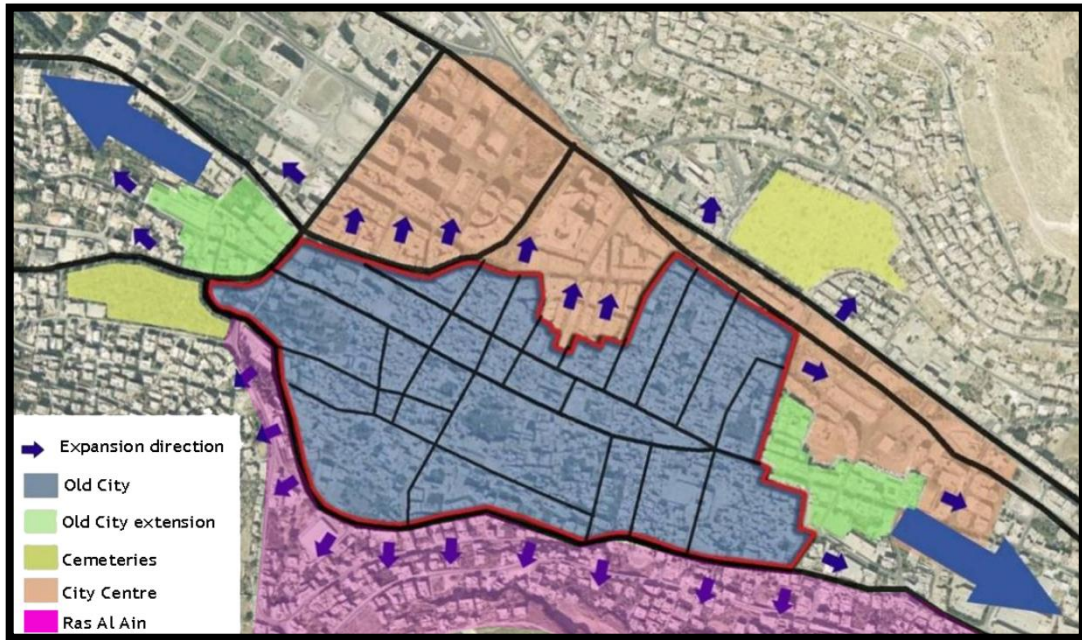 Expansion direction
Old City
Old City extension
Cemeteries
City Centre
Ras Al Ain